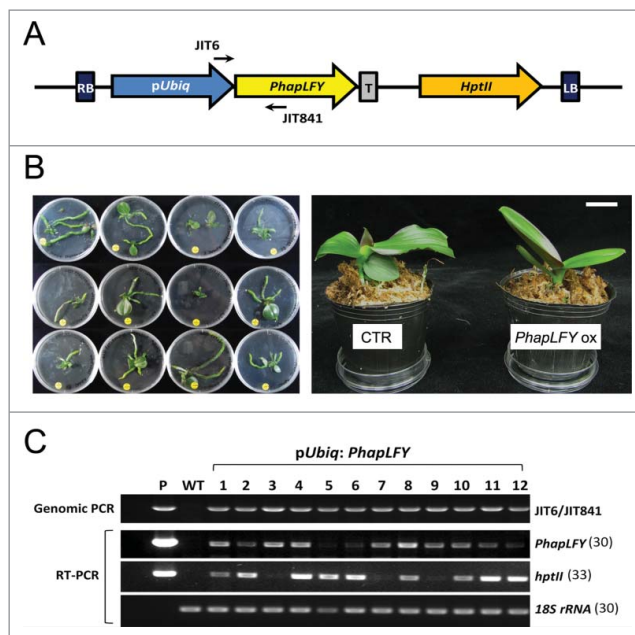 A
JIT6
RB
pUbiq
PhapLFY
T
HptII
LB
JIT841
B
CTR
PhapLFY ox
C
pUbiq: PhapLFY
P WT 1 2 3 4 5 6 7 8 9 10 11 12
Genomic PCR
JIT6/JIT841
RT-PCR
PhapLFY (30)
hptII (33)
18S rRNA (30)